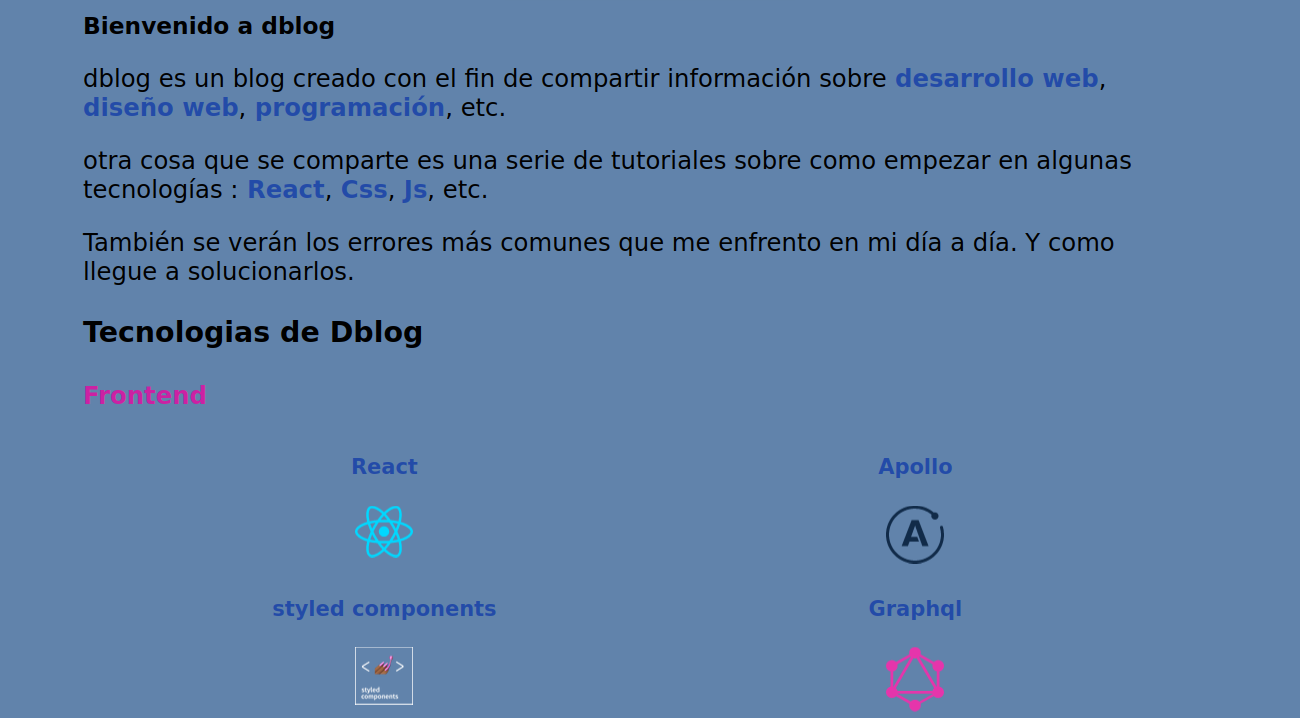 Bienvenido a dblog
dblog es un blog creado con el fin de compartir información sobre desarrollo web,
diseño web, programación, etc.
otra cosa que se comparte es una serie de tutoriales sobre como empezar en algunas
tecnologías : React, Css, Js, etc.
También se verán los errores más comunes que me enfrento en mi día a día. Y como
llegue a solucionarlos.
Tecnologias de Dblog
Frontend
React
Apollo
A
styled components
Graphql
< >
styled
components